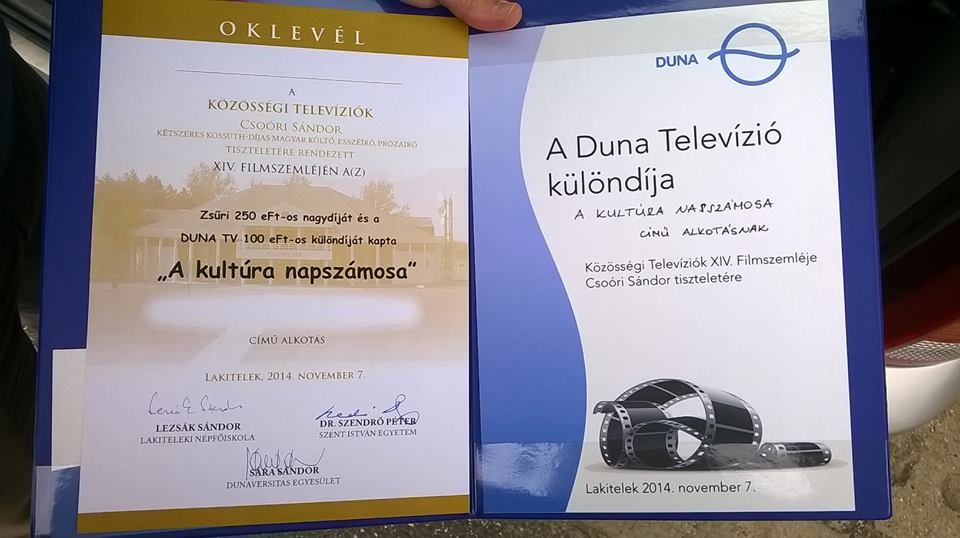 OKLEVÉL
A
KÖZÖSSÉGI TELEVÍZIÓK
CSOÓRI SÁNDOR
KÉTSZERES KOSSUTH-DÍJAS MAGYAR KÖLTŐ, ESSZÉÍRÓ, PRÓZAÍRÓ
TISZTELETÉRE RENDEZETT
XIV. FILMSZEMLÉJÉN A(Z)
Zsűri 250 eFt-os nagydíját és a
DUNA TV 100 eFt-os különdíját kapta
„A kultúra napszámosa”
CÍMŰ ALKOTÁS
LAKITELEK, 2014. NOVEMBER 7.
LEZSÁK SÁNDOR
LAKITELEKI NÉPFŐISKOLA
DR. SZENDRŐ PÉTER
SZENT ISTVÁN EGYETEM
SÁRA SÁNDOR
DUNAVERSITAS EGYESÜLET
DUNA
A Duna Televízió
különdíja
A KULTÚRA NAPSZÁMOSA
CÍMŰ ALKOTÁSNAK
Közösségi Televíziók XIV. Filmszemléje
Csoóri Sándor tiszteletére
Lakitelek 2014. november 7.